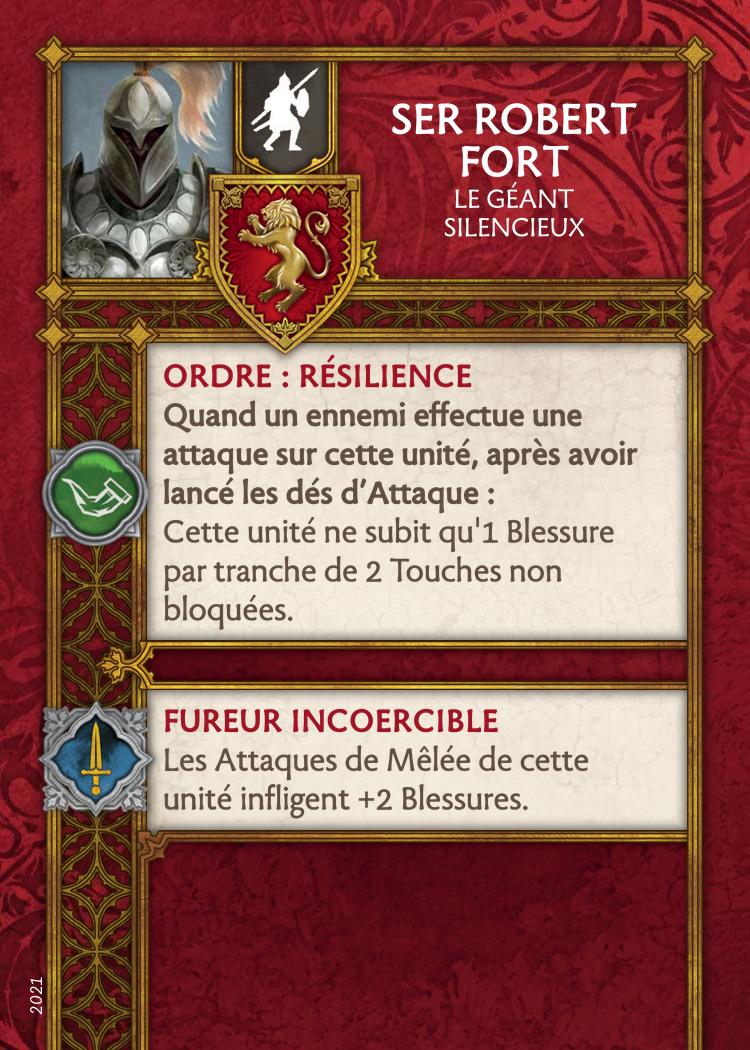 SER ROBERT
FORT
LE GÉANT
SILENCIEUX
ORDRE : RÉSILIENCE
Quand un ennemi effectue une
attaque sur cette unité, après avoir
lancé les dés d’Attaque :
Cette unité ne subit qu'1 Blessure
par tranche de 2 Touches non
bloquées.
FUREUR INCOERCIBLE
Les Attaques de Mêlée de cette
unité infligent +2 Blessures.
2021